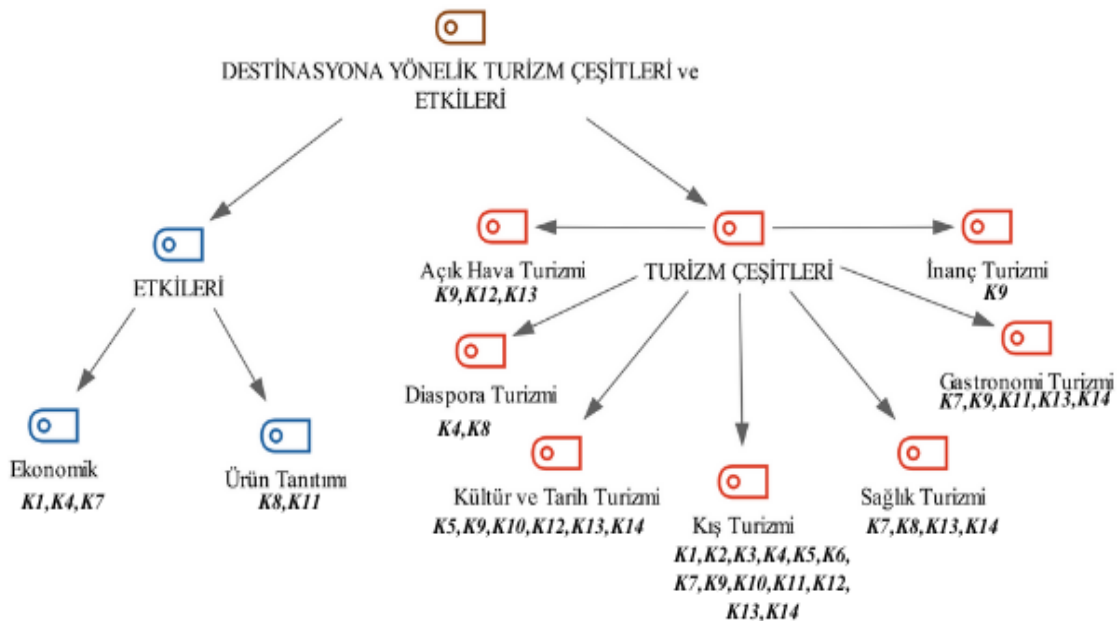 DESTİNASYONA YÖNELİK TURİZM ÇEŞİTLERİ ve
ETKİLERİ
ETKİLERİ
Ekonomik
K1,K4,K7
Ürün Tanıtımı
K8,K11
TURİZM ÇEŞİTLERİ
Açık Hava Turizmi
K9,K12,K13
Diaspora Turizmi
K4,K8
Kültür ve Tarih Turizmi
K5,K9,K10,K12,K13,K14
Kış Turizmi
K1,K2,K3,K4,K5,K6,
K7,K9,K10,K11,K12,
K13,K14
Sağlık Turizmi
K7,K8,K13,K14
Gastronomi Turizmi
K7,K9,K11,K13,K14
İnanç Turizmi
K9